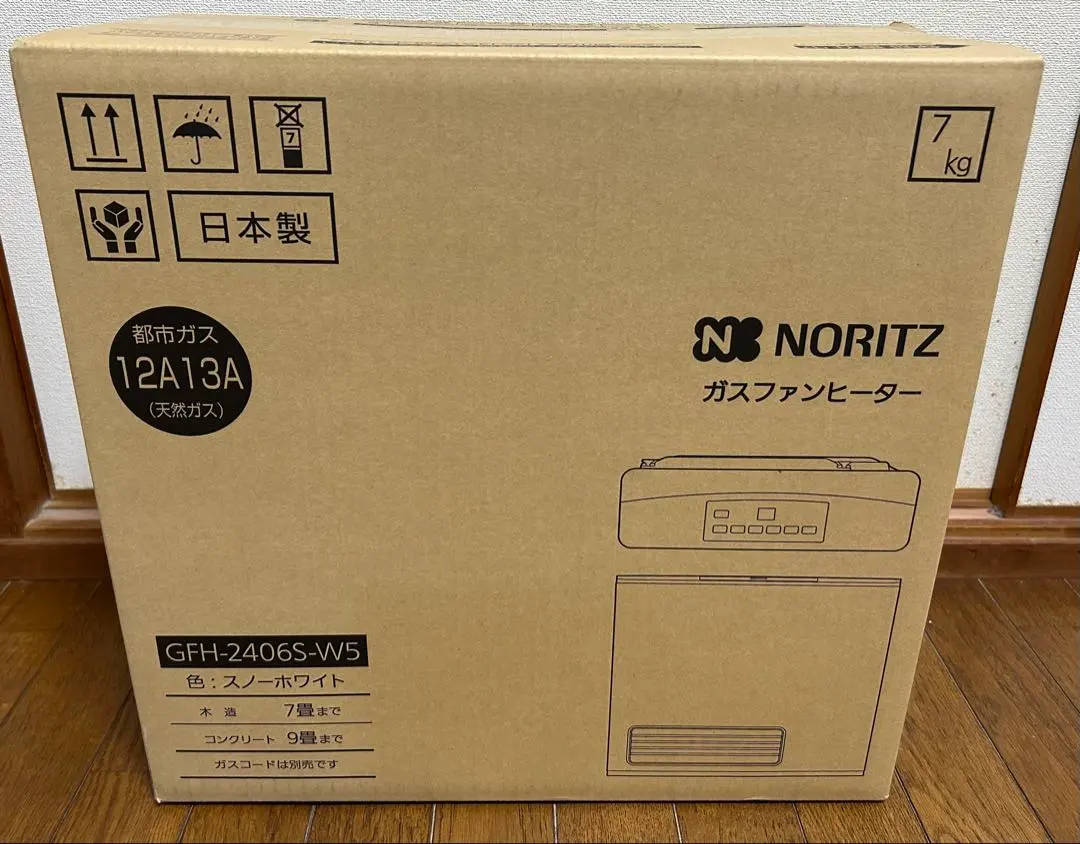 7
7
kg
日本製
都市ガス
12A13A
(天然ガス)
NORITZ
ガスファンヒーター
GFH-2406S-W5
色:スノーホワイト
木造 7畳まで
コンクリート 9畳まで
ガスコードは別売です